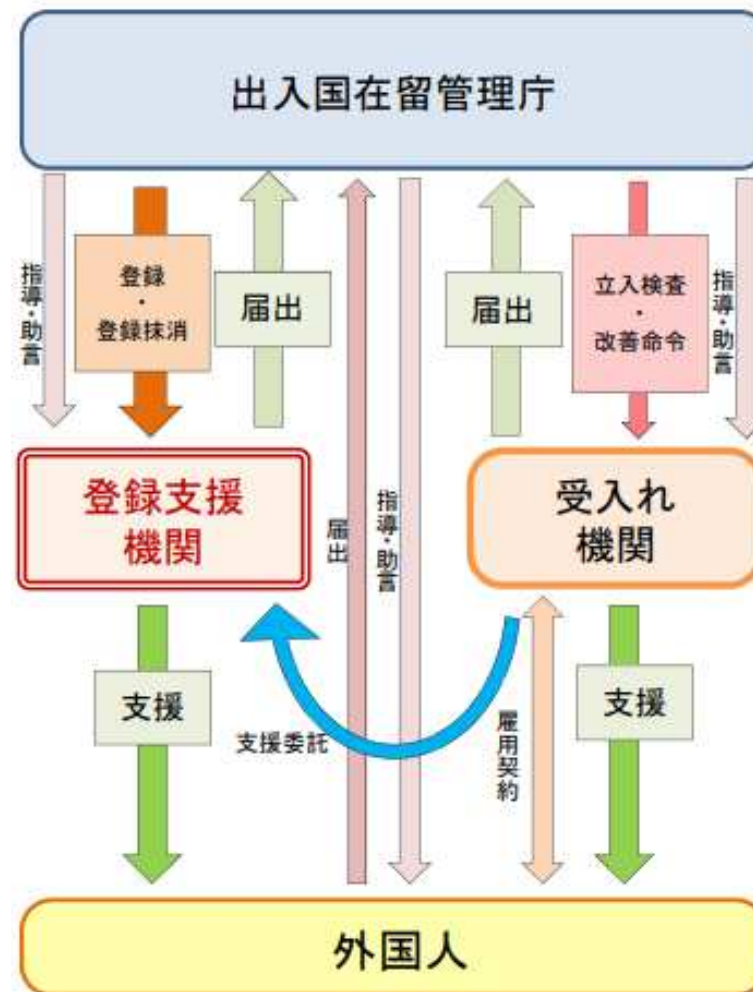 出入国在留管理庁
指導・助言
登録
・
登録抹消
届出
届出
立入検査
・
改善命令
指導・助言
登録支援
機関
届出
指導・助言
受入れ
機関
支援
支援委託
雇用契約
支援
外国人